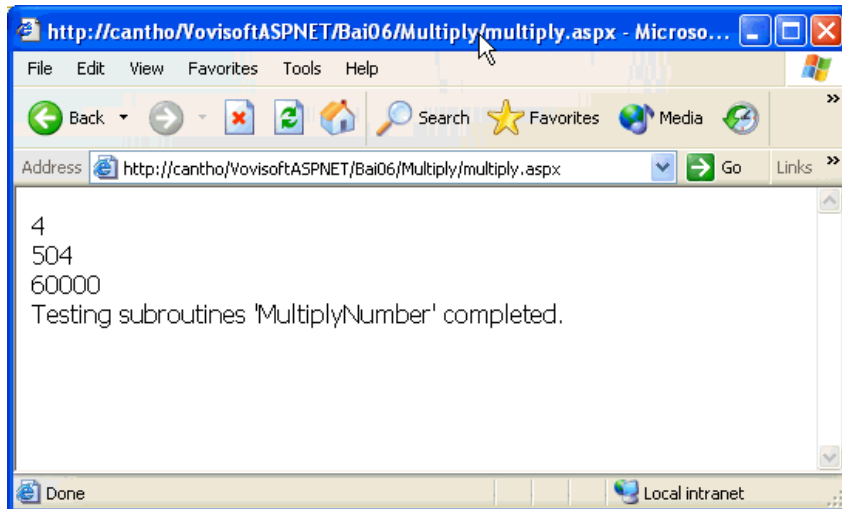 http://cantho/VovisoftASPNET/Bai06/Multiply/multiply.aspx - Microso...
File Edit View Favorites Tools Help
Back Search Favorites Media »
Address http://cantho/VovisoftASPNET/Bai06/Multiply/multiply.aspx Go Links »
4
504
60000
Testing subroutines 'MultiplyNumber' completed.
Done Local intranet